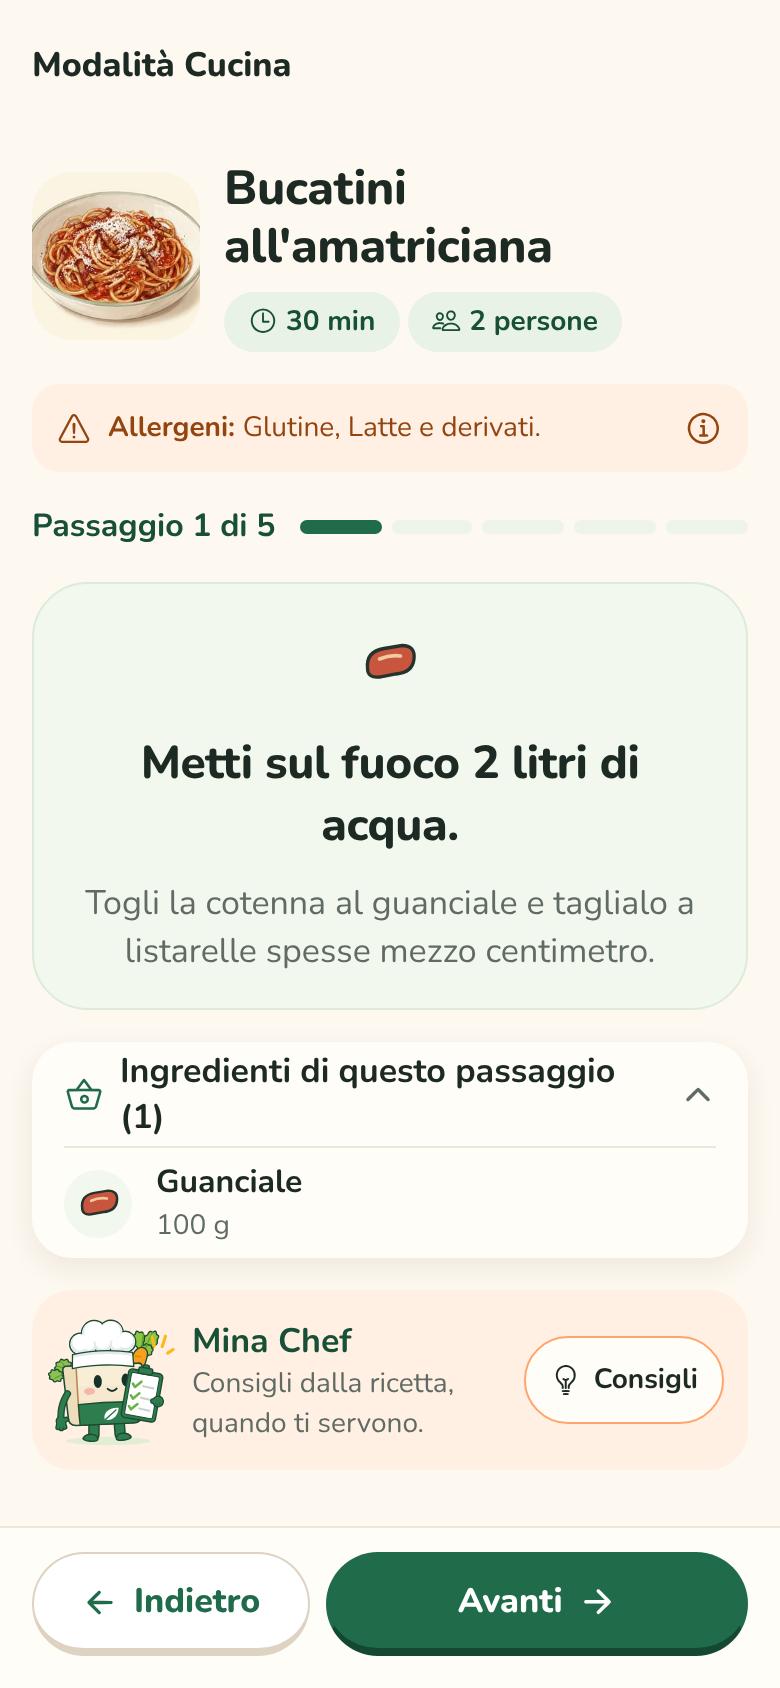 Modalità Cucina
Bucatini
all'amatriciana
30 min
2 persone
Allergeni: Glutine, Latte e derivati.
Passaggio 1 di 5
Metti sul fuoco 2 litri di
acqua.
Togli la cotenna al guanciale e taglialo a
listarelle spesse mezzo centimetro.
Ingredienti di questo passaggio
(1)
Guanciale
100 g
Mina Chef
Consigli dalla ricetta,
quando ti servono.
Consigli
Indietro
Avanti